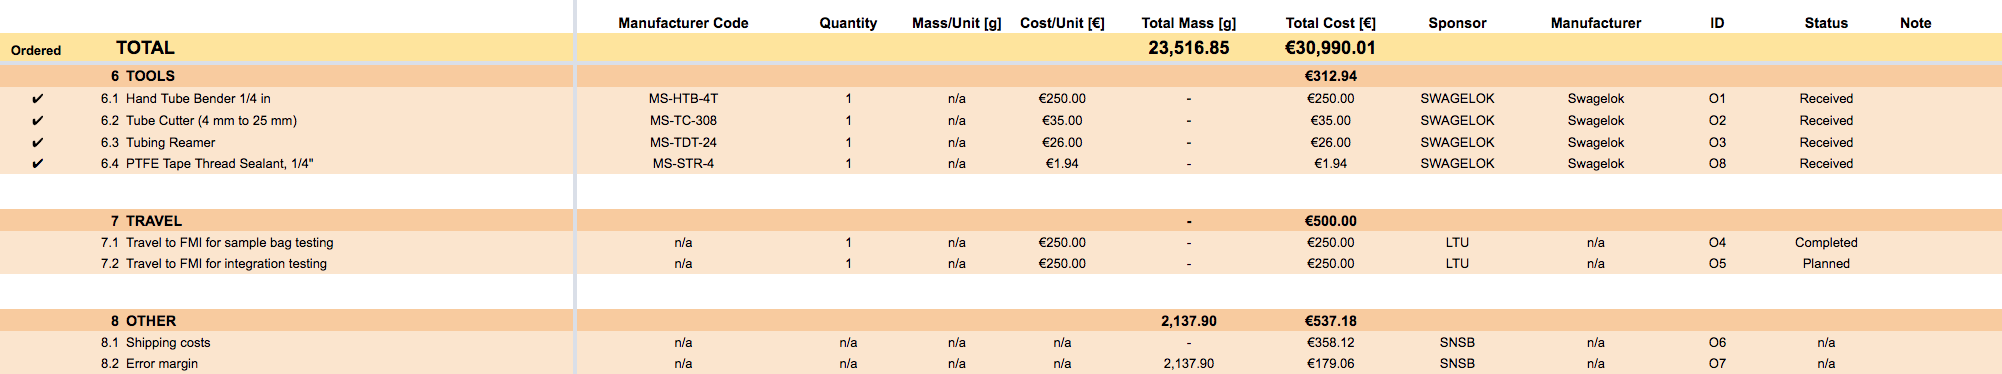 Manufacturer Code Quantity Mass/Unit [g] Cost/Unit [€] Total Mass [g] Total Cost [€] Sponsor Manufacturer ID Status Note
Ordered TOTAL 23,516.85 €30,990.01
6 TOOLS €312.94
✔ 6.1 Hand Tube Bender 1/4 in MS-HTB-4T 1 n/a €250.00 - €250.00 SWAGELOK Swagelok O1 Received
✔ 6.2 Tube Cutter (4 mm to 25 mm) MS-TC-308 1 n/a €35.00 - €35.00 SWAGELOK Swagelok O2 Received
✔ 6.3 Tubing Reamer MS-TDT-24 1 n/a €26.00 - €26.00 SWAGELOK Swagelok O3 Received
✔ 6.4 PTFE Tape Thread Sealant, 1/4" MS-STR-4 1 n/a €1.94 - €1.94 SWAGELOK Swagelok O8 Received
7 TRAVEL - €500.00
7.1 Travel to FMI for sample bag testing n/a 1 n/a €250.00 - €250.00 LTU n/a O4 Completed
7.2 Travel to FMI for integration testing n/a 1 n/a €250.00 - €250.00 LTU n/a O5 Planned
8 OTHER 2,137.90 €537.18
8.1 Shipping costs n/a n/a n/a n/a - €358.12 SNSB n/a O6 n/a
8.2 Error margin n/a n/a n/a n/a 2,137.90 €179.06 SNSB n/a O7 n/a